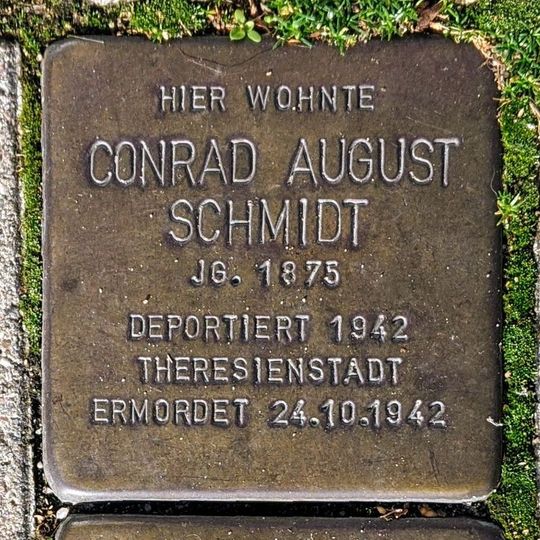 HIER WOHNTE
CONRAD AUGUST
SCHMIDT
JG. 1875
DEPORTIERT 1942
THERESIENSTADT
ERMORDET 24.10.1942